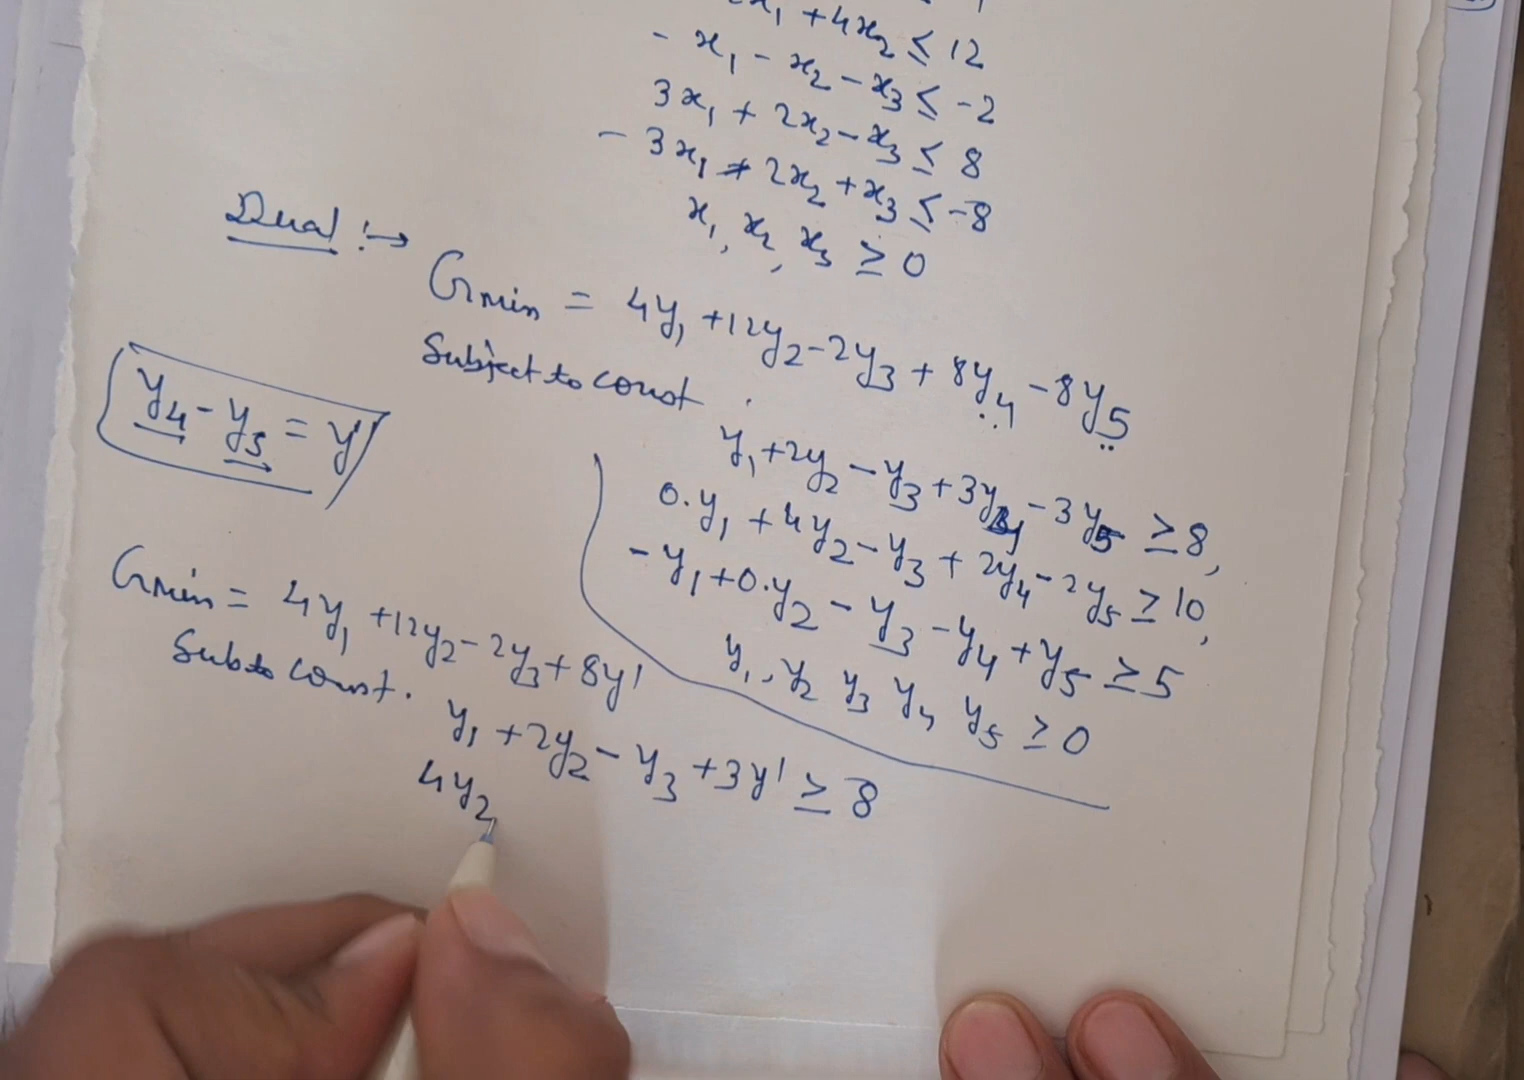 x₁ + 4x₂ ≤ 12
- x₁ - x₂ - x₃ ≤ -2
3x₁ + 2x₂ - x₃ ≤ 8
- 3x₁ - 2x₂ + x₃ ≤ -8
x₁, x₂, x₃ ≥ 0
Dual :→
Gmin = 4y₁ + 12y₂ - 2y₃ + 8y₄ - 8y₅
Subject to const.
y₁ + 2y₂ - y₃ + 3y₄ - 3y₅ ≥ 8,
0.y₁ + 4y₂ - y₃ + 2y₄ - 2y₅ ≥ 10,
- y₁ + 0.y₂ - y₃ - y₄ + y₅ ≥ 5
y₁, y₂ y₃ y₄ y₅ ≥ 0
y₄ - y₅ = y'
Gmin = 4y₁ + 12y₂ - 2y₃ + 8y'
Sub to const.
y₁ + 2y₂ - y₃ + 3y' ≥ 8
4y₂